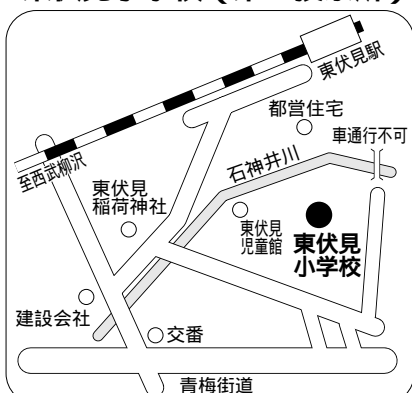 東伏見駅
都営住宅
車通行不可
石神井川
至西武柳沢
東伏見
稲荷神社
東伏見
児童館
東伏見
小学校
建設会社
交番
青梅街道